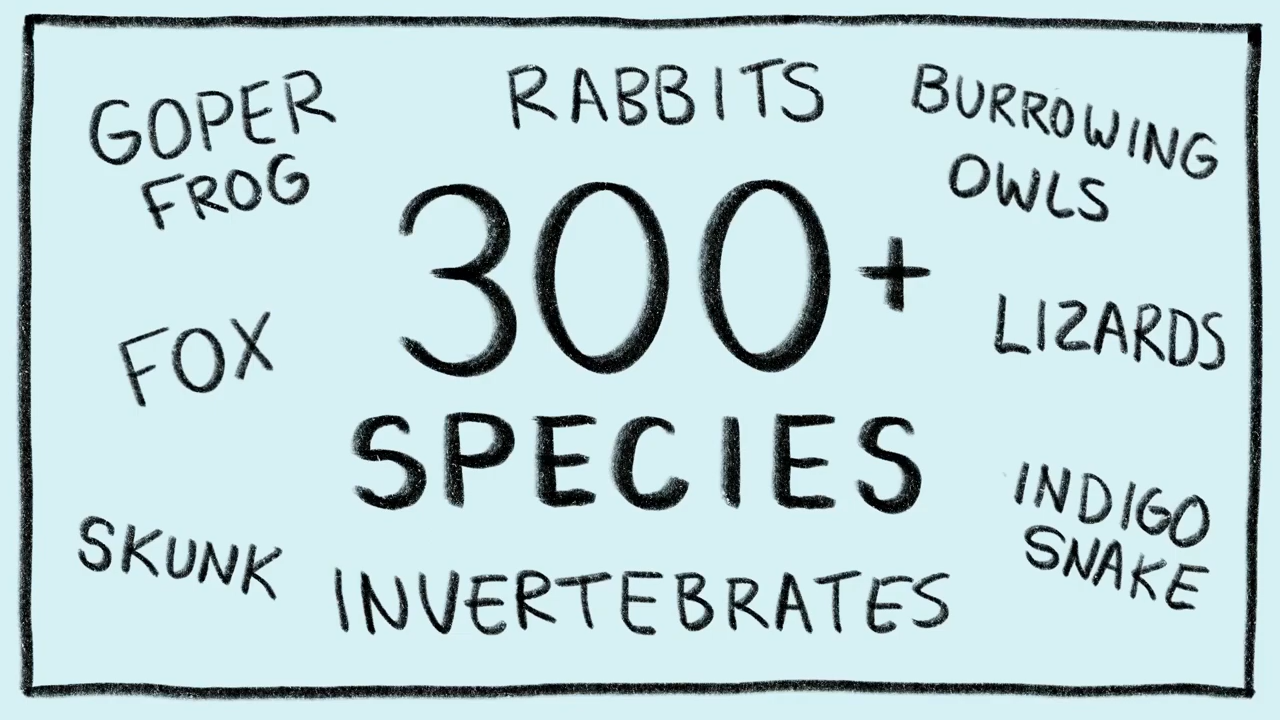 GOPER
FROG
RABBITS
BURROWING
OWLS
300+
SPECIES
FOX
LIZARDS
SKUNK
INVERTEBRATES
INDIGO
SNAKE